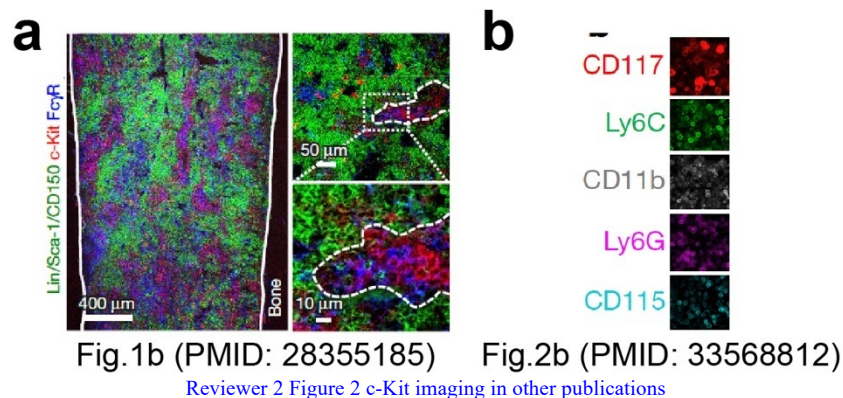 a
Lin/Sca-1/CD150 c-Kit FcγR
400 μm
Bone
50 μm
10 μm
Fig.1b (PMID: 28355185)
b
CD117
Ly6C
CD11b
Ly6G
CD115
Fig.2b (PMID: 33568812)
Reviewer 2 Figure 2 c-Kit imaging in other publications